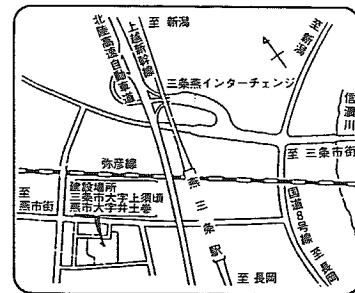 至 新潟
北陸高速自動車道
上越新幹線
至 新潟
三条燕インターチェンジ
信濃川
至 三条市街
弥彦線
建設場所
三条市大字上須頃
燕市大字井土巻
至
燕市街
燕三条駅
国道8号線
至 長岡
至 長岡